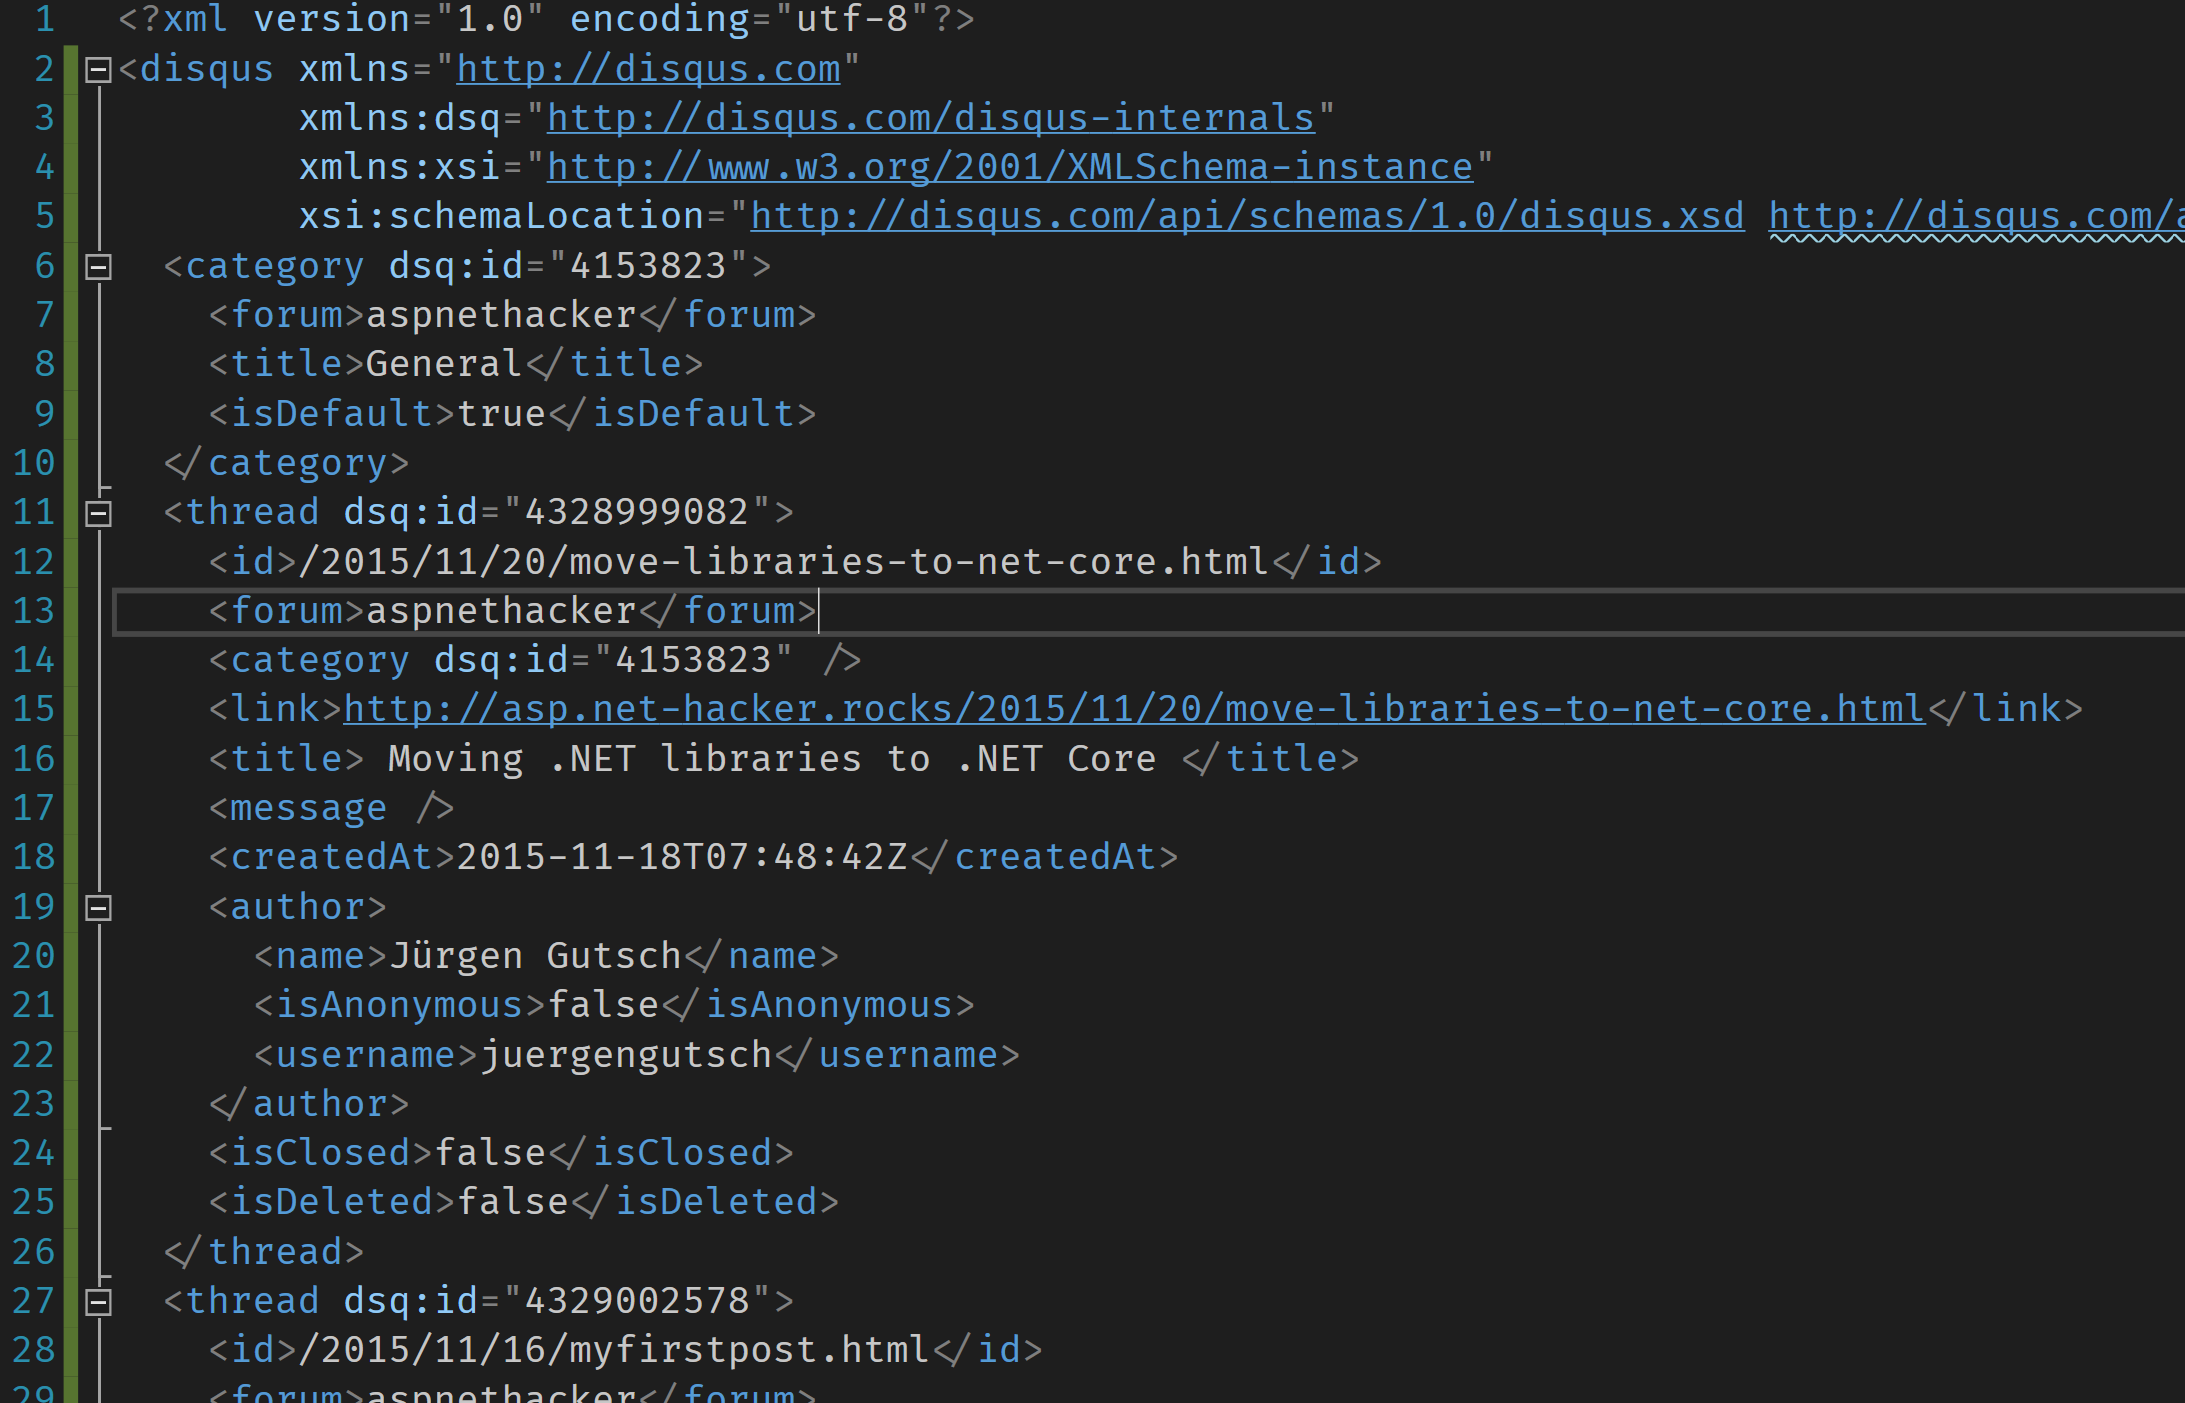 1 <?xml version="1.0" encoding="utf-8"?>
2 <disqus xmlns="http://disqus.com"
3 xmlns:dsq="http://disqus.com/disqus-internals"
4 xmlns:xsi="http://www.w3.org/2001/XMLSchema-instance"
5 xsi:schemaLocation="http://disqus.com/api/schemas/1.0/disqus.xsd http://disqus.com/a
6 <category dsq:id="4153823">
7 <forum>aspnethacker</forum>
8 <title>General</title>
9 <isDefault>true</isDefault>
10 </category>
11 <thread dsq:id="4328999082">
12 <id>/2015/11/20/move-libraries-to-net-core.html</id>
13 <forum>aspnethacker</forum>
14 <category dsq:id="4153823" />
15 <link>http://asp.net-hacker.rocks/2015/11/20/move-libraries-to-net-core.html</link>
16 <title> Moving .NET libraries to .NET Core </title>
17 <message />
18 <createdAt>2015-11-18T07:48:42Z</createdAt>
19 <author>
20 <name>Jürgen Gutsch</name>
21 <isAnonymous>false</isAnonymous>
22 <username>juergengutsch</username>
23 </author>
24 <isClosed>false</isClosed>
25 <isDeleted>false</isDeleted>
26 </thread>
27 <thread dsq:id="4329002578">
28 <id>/2015/11/16/myfirstpost.html</id>
29 <forum>aspnethacker</forum>